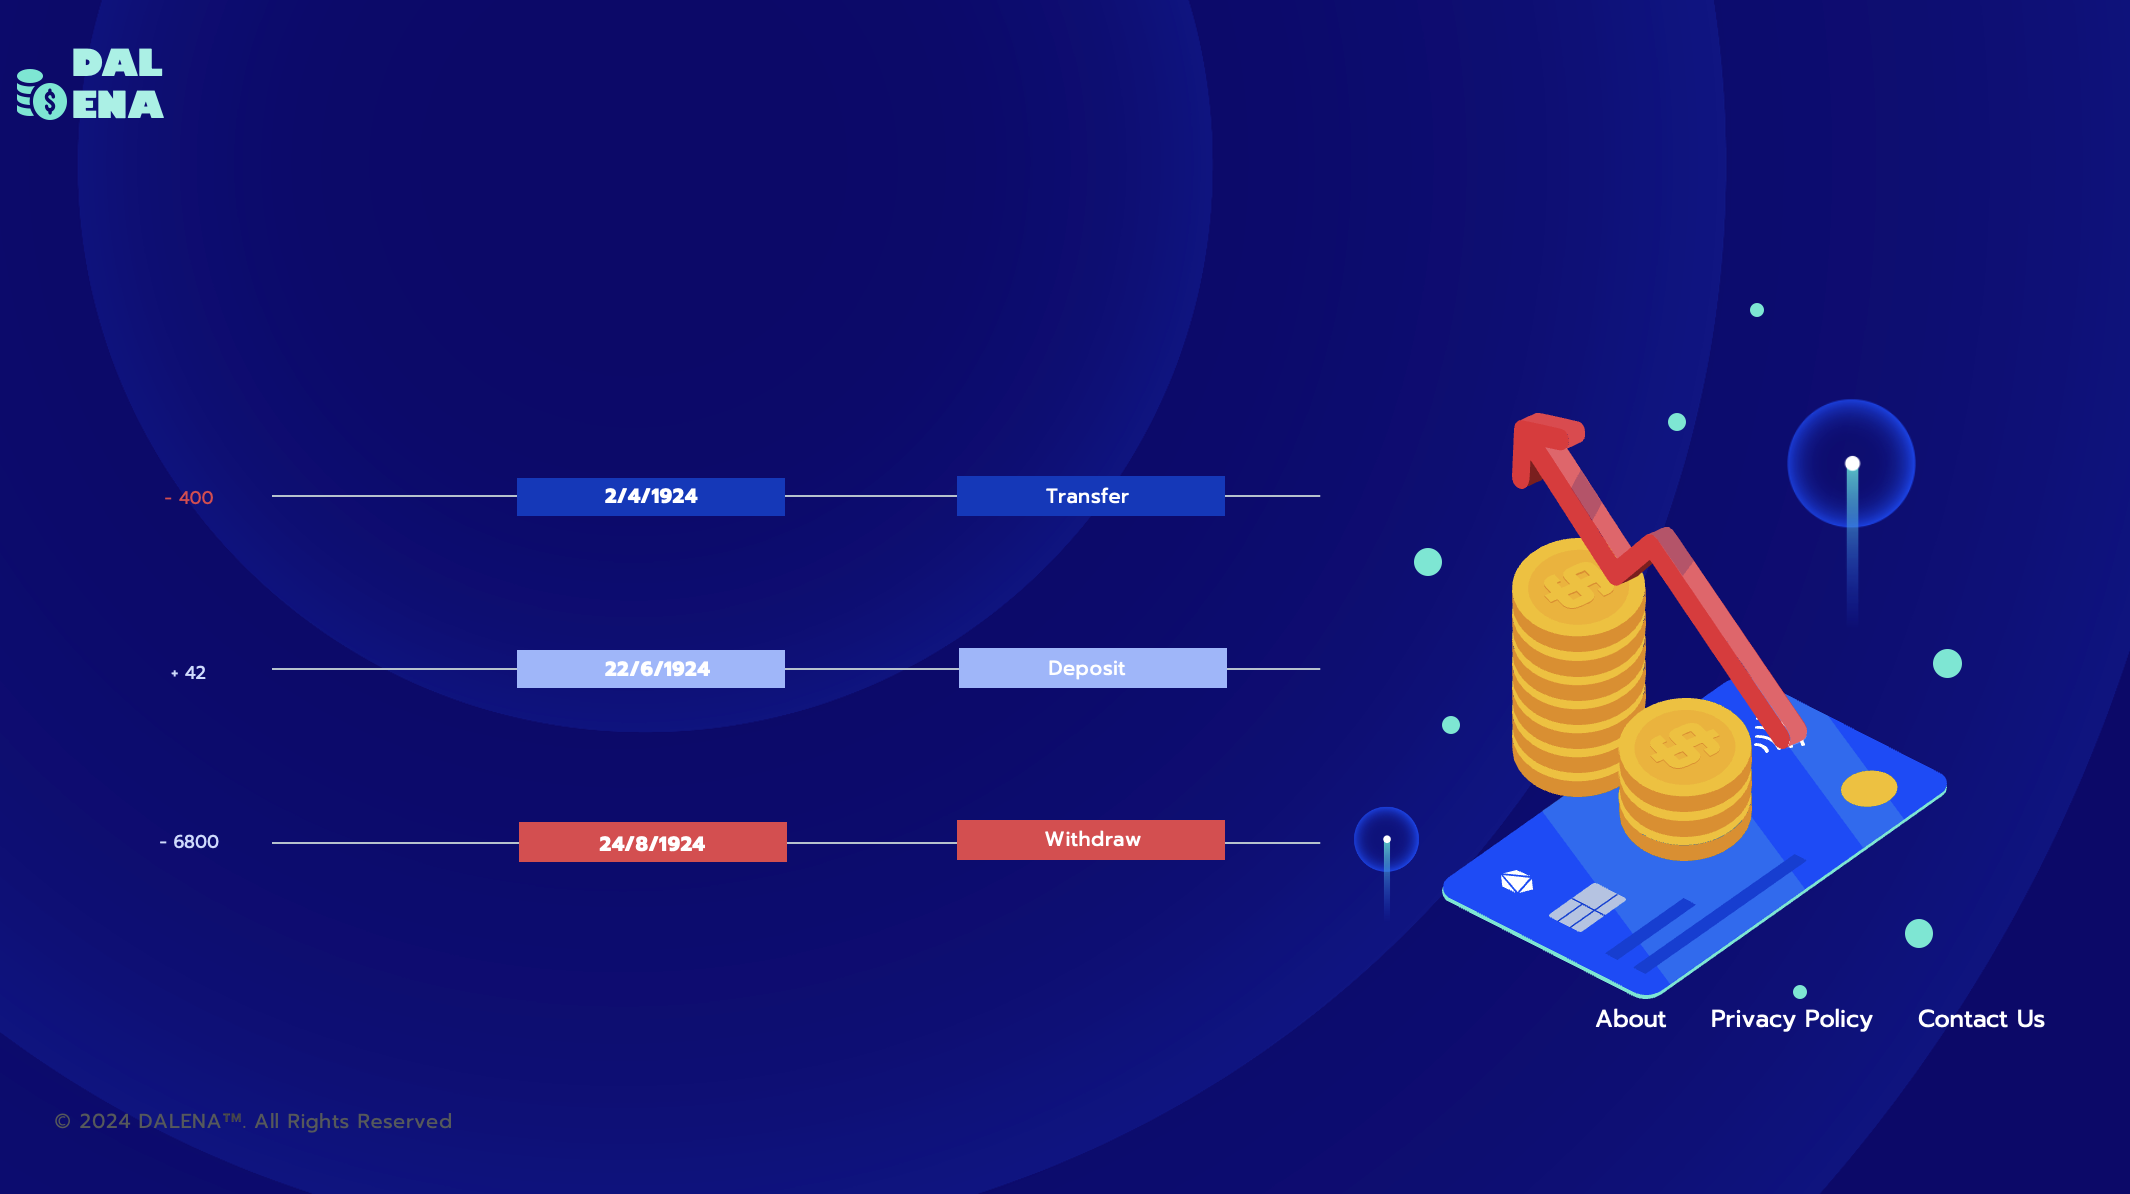 DAL
ENA
- 400 2/4/1924 Transfer
+ 42 22/6/1924 Deposit
- 6800 24/8/1924 Withdraw
About Privacy Policy Contact Us
© 2024 DALENA™. All Rights Reserved